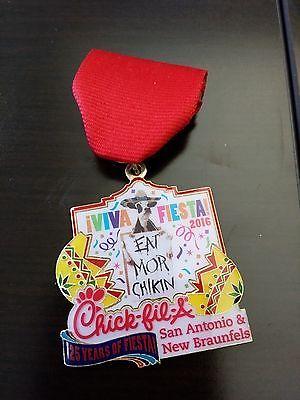 ¡VIVA FIESTA!
2016
EAT
MOR
CHIKIN
Chick-fil-A
25 YEARS OF FIESTA!
San Antonio &
New Braunfels